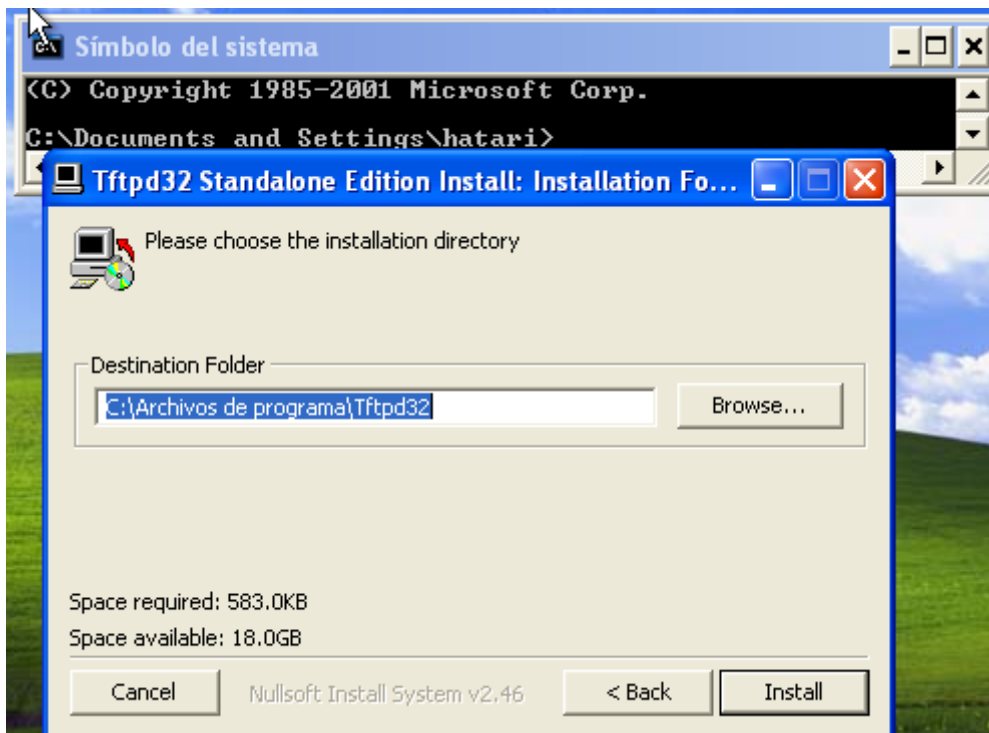 Símbolo del sistema
(C) Copyright 1985-2001 Microsoft Corp.
C:\Documents and Settings\hatari>
Tftpd32 Standalone Edition Install: Installation Fo...
Please choose the installation directory
Destination Folder
C:\Archivos de programa\Tftpd32
Browse...
Space required: 583.0KB
Space available: 18.0GB
Cancel
Nullsoft Install System v2.46
< Back
Install